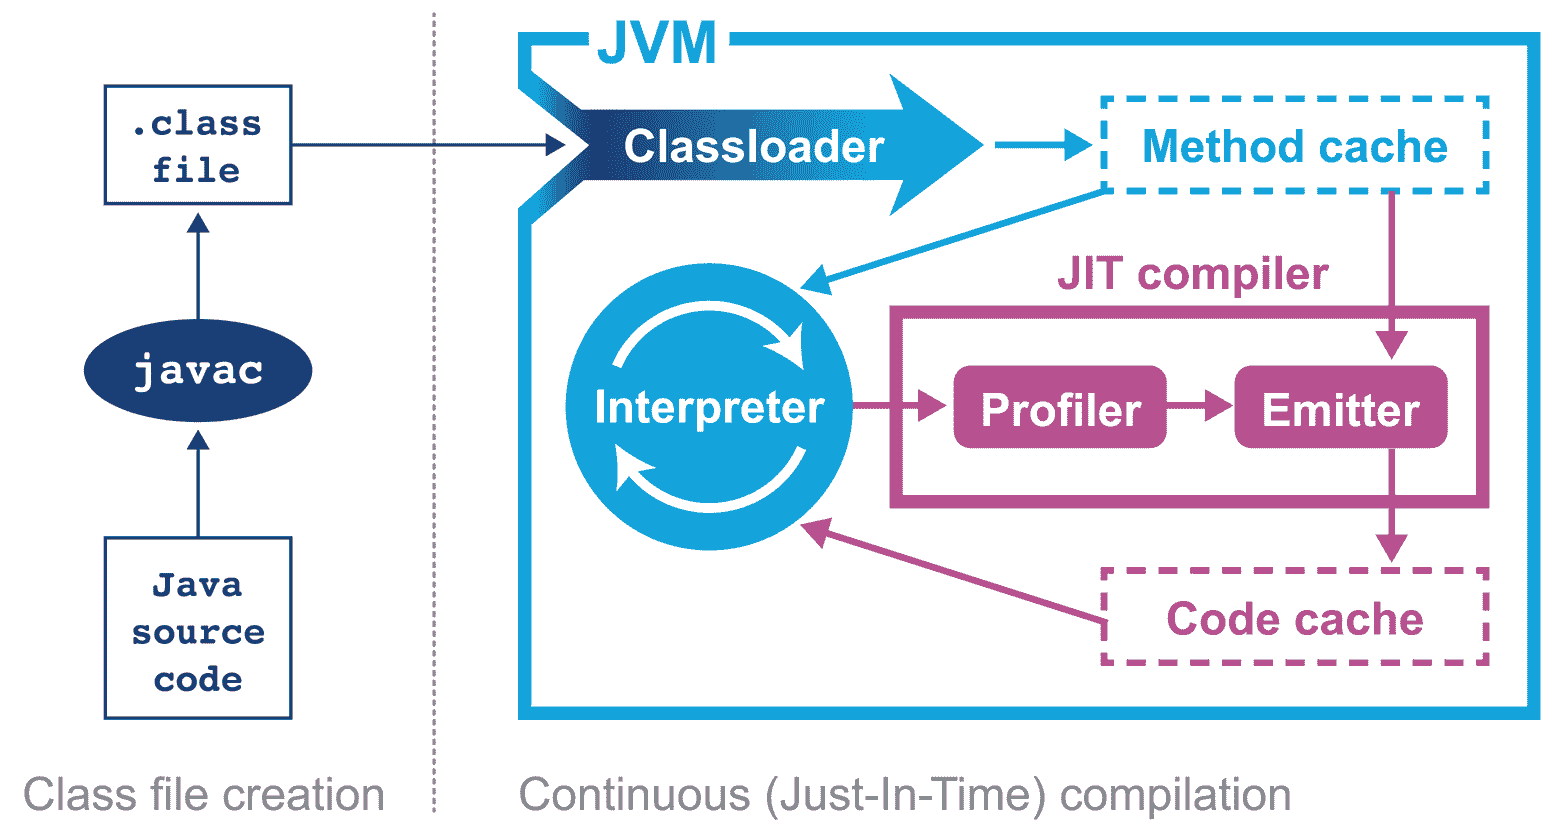 JVM
.class
file
Classloader
Method cache
JIT compiler
javac
Interpreter
Profiler
Emitter
Java
source
code
Code cache
Class file creation
Continuous (Just-In-Time) compilation